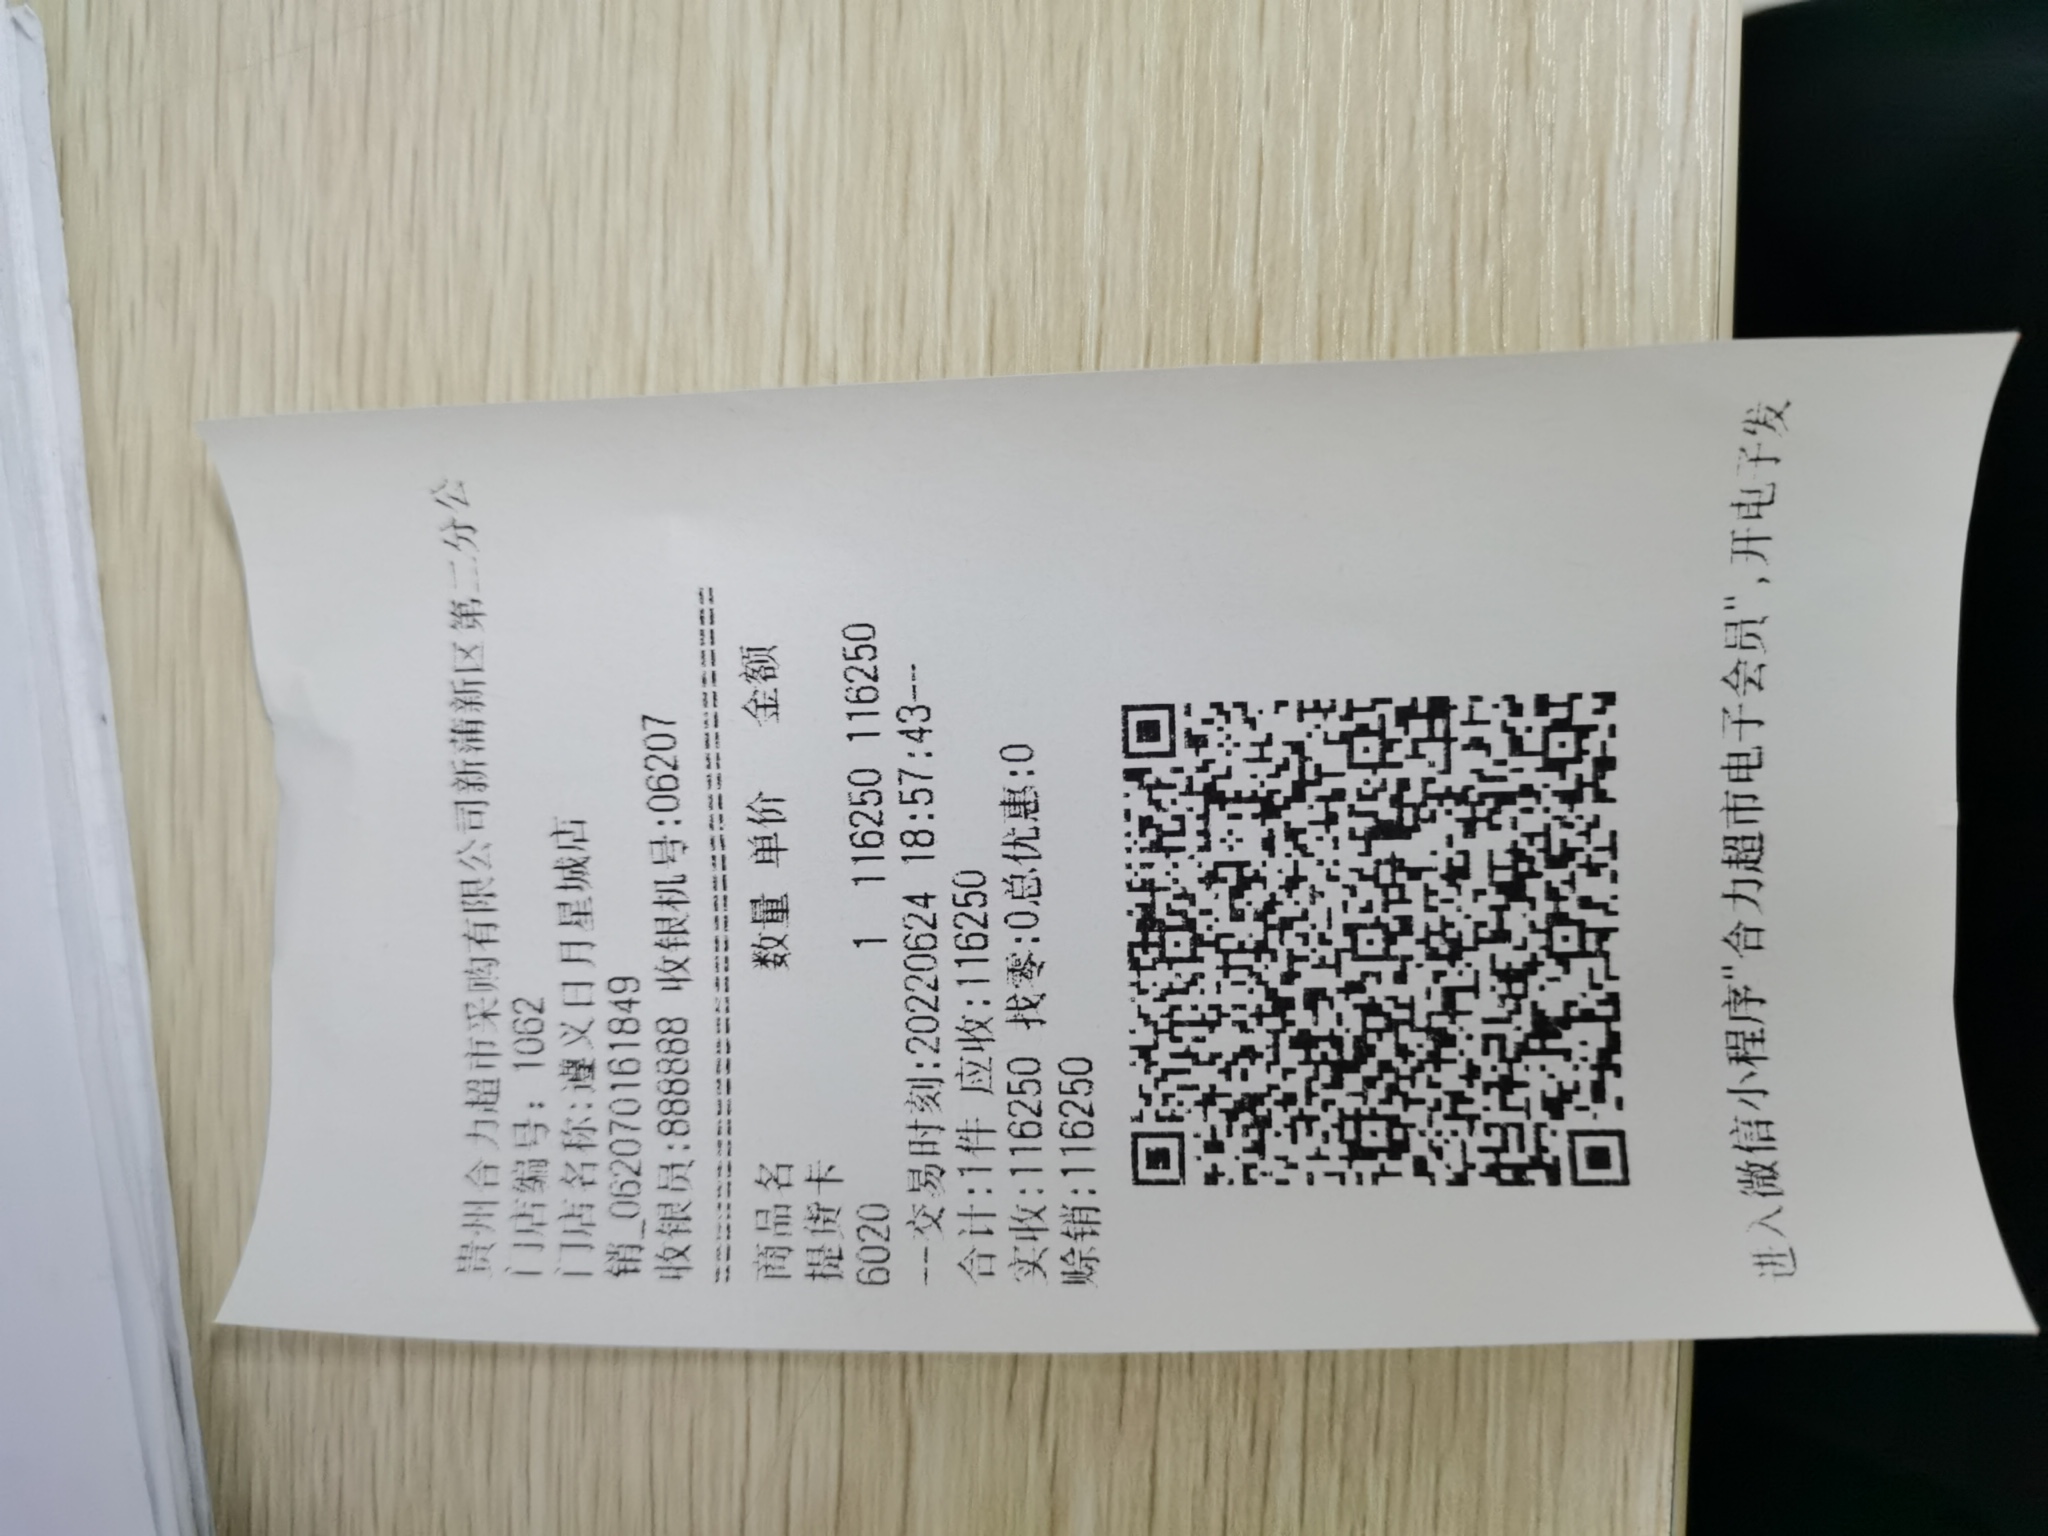 贵州合力超市采购有限公司新蒲新区第二分公
门店编号: 1062
门店名称:遵义日月星城店
销_062070161849
收银员:888888 收银机号:06207
商品名 数量 单价 金额
提货卡
6020 1 116250 116250
--交易时刻:20220624 18:57:43---
合计:1件 应收:116250
实收:116250 找零:0总优惠:0
赊销:116250
进入微信小程序"合力超市电子会员",开电子发